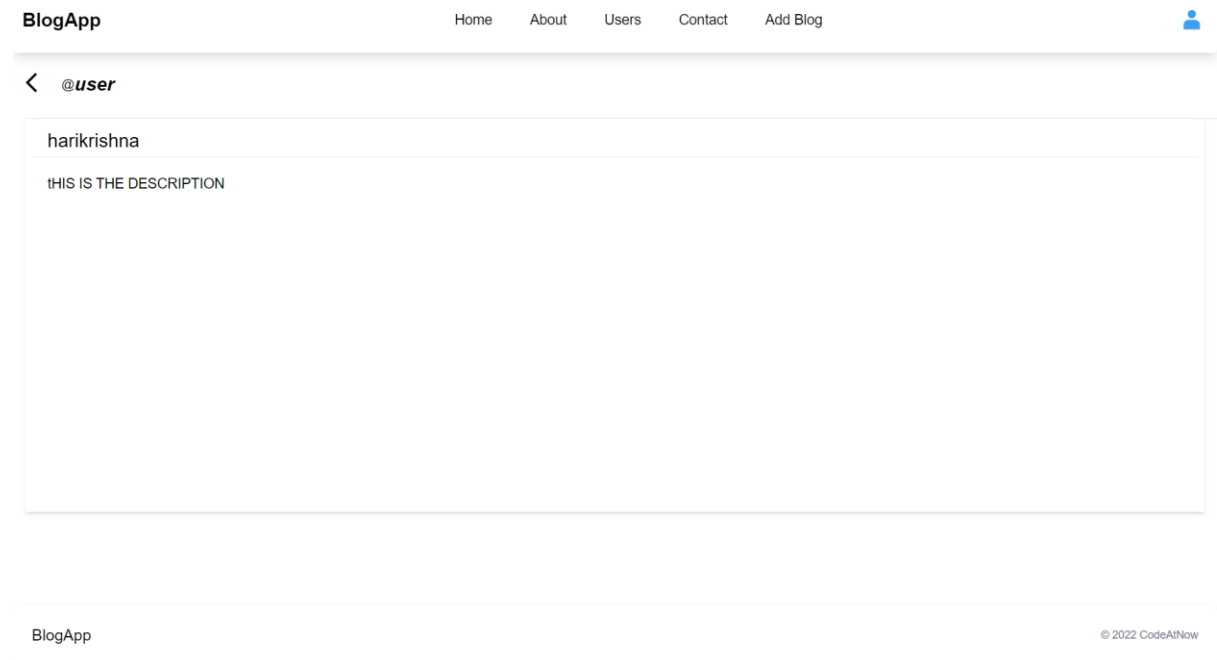 BlogApp Home About Users Contact Add Blog
@user
harikrishna
tHIS IS THE DESCRIPTION
BlogApp © 2022 CodeAtNow